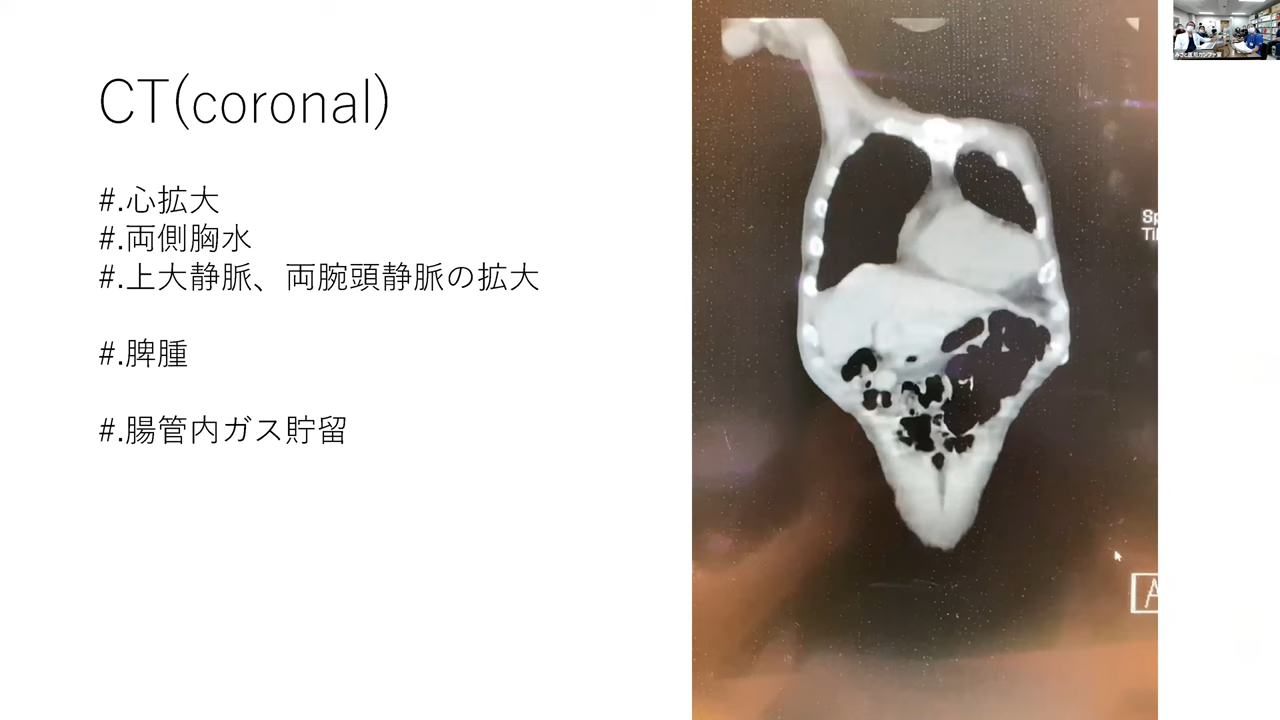 CT(coronal)
#.心拡大
#.両側胸水
#.上大静脈、両腕頭静脈の拡大
#.脾腫
#.腸管内ガス貯留
Sp
A